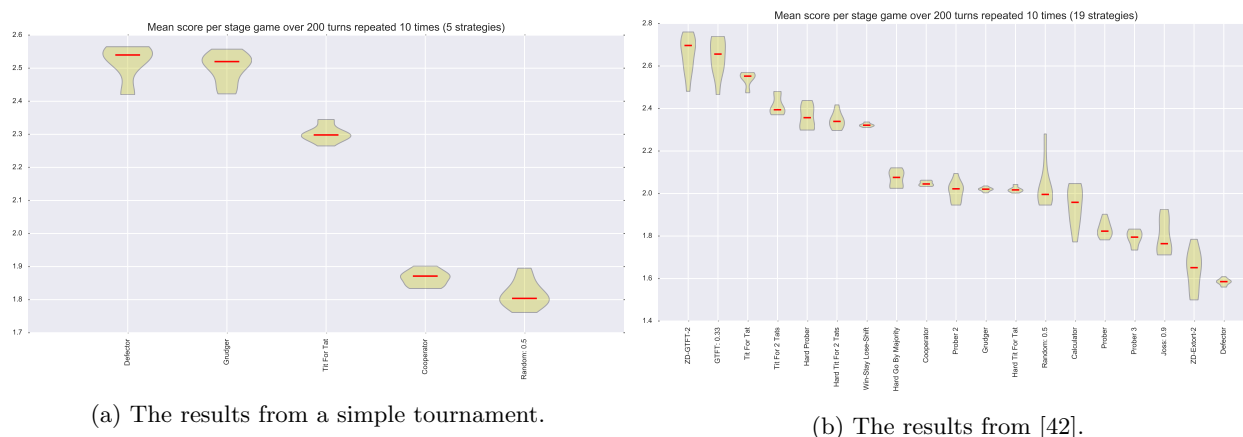 Mean score per stage game over 200 turns repeated 10 times (5 strategies)
2.6
2.5
2.4
2.3
2.2
2.1
2.0
1.9
1.8
1.7
Defector
Grudger
Tit For Tat
Cooperator
Random: 0.5
(a) The results from a simple tournament.
Mean score per stage game over 200 turns repeated 10 times (19 strategies)
2.8
2.6
2.4
2.2
2.0
1.8
1.6
1.4
ZD-GTFT-2
GTFT: 0.33
Tit For Tat
Tit For 2 Tats
Hard Prober
Hard Tit For 2 Tats
Win-Stay Lose-Shift
Hard Go By Majority
Cooperator
Prober 2
Grudger
Hard Tit For Tat
Random: 0.5
Calculator
Prober
Prober 3
Joss: 0.9
ZD-Extort-2
Defector
(b) The results from [42].